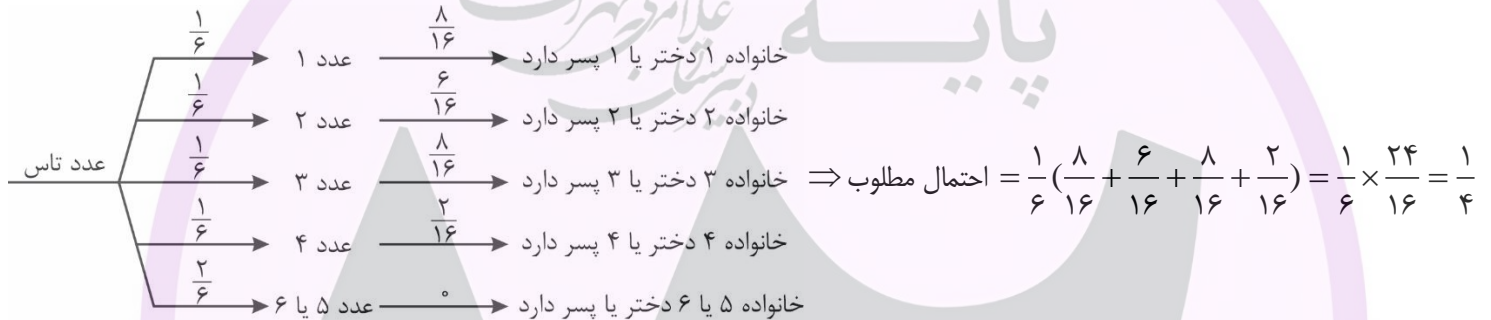 عدد تاس
۱/۶ عدد ۱ ۸/۱۶ خانواده ۱ دختر یا ۱ پسر دارد
۱/۶ عدد ۲ ۶/۱۶ خانواده ۲ دختر یا ۲ پسر دارد
۱/۶ عدد ۳ ۸/۱۶ خانواده ۳ دختر یا ۳ پسر دارد ⇒ احتمال مطلوب = ۱/۶(۸/۱۶ + ۶/۱۶ + ۸/۱۶ + ۲/۱۶) = ۱/۶ × ۲۴/۱۶ = ۱/۴
۱/۶ عدد ۴ ۲/۱۶ خانواده ۴ دختر یا ۴ پسر دارد
۲/۶ عدد ۵ یا ۶ ۰ خانواده ۵ یا ۶ دختر یا پسر دارد
پایه
دبیرستان